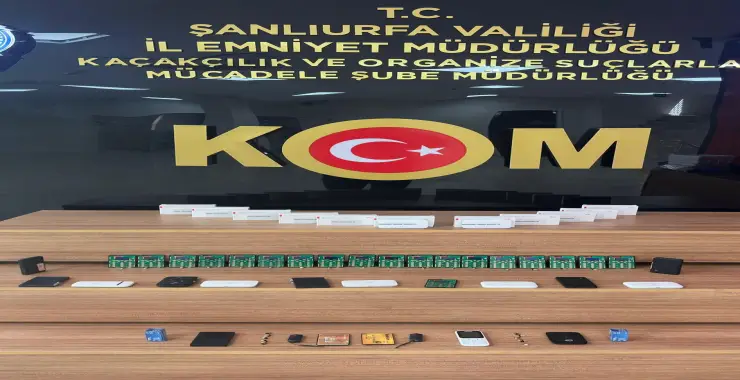 T.C.
ŞANLIURFA VALİLİĞİ
İL EMNİYET MÜDÜRLÜĞÜ
KAÇAKÇILIK VE ORGANİZE SUÇLARLA
MÜCADELE ŞUBE MÜDÜRLÜĞÜ
KOM